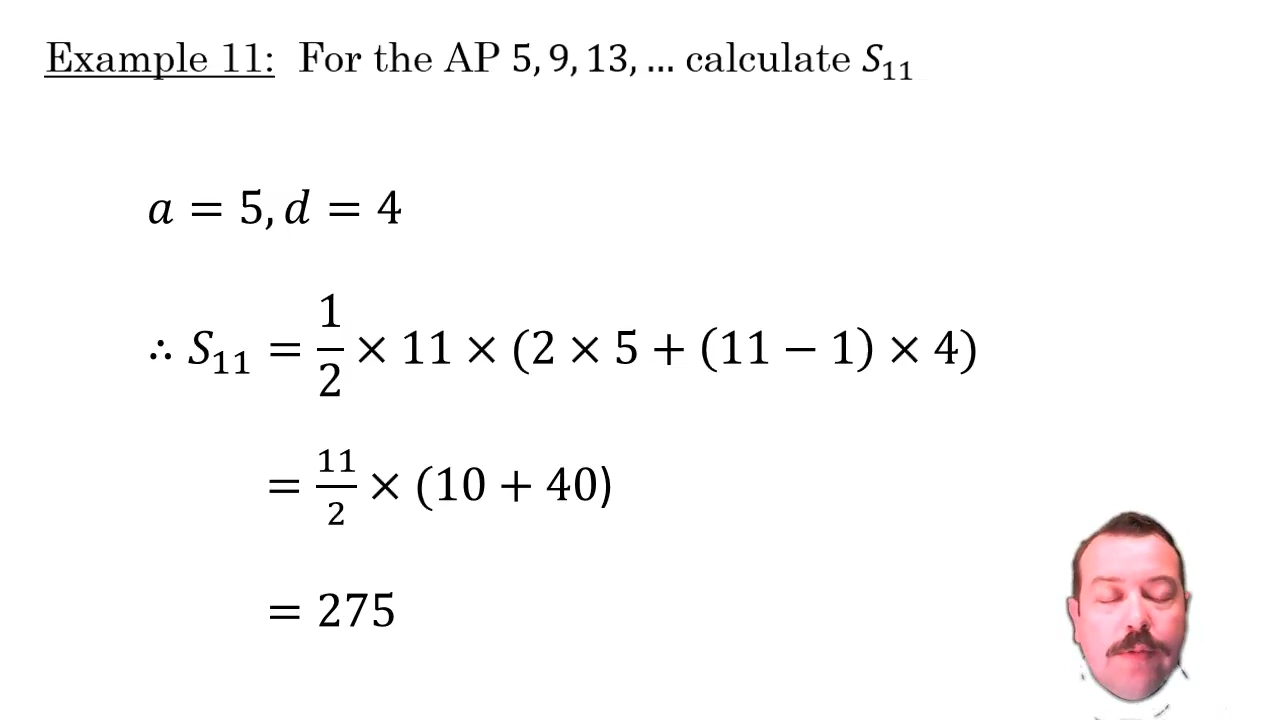 Example 11: For the AP 5, 9, 13, … calculate S₁₁
a = 5, d = 4
∴ S₁₁ = 1/2 × 11 × (2 × 5 + (11 − 1) × 4)
= 11/2 × (10 + 40)
= 275